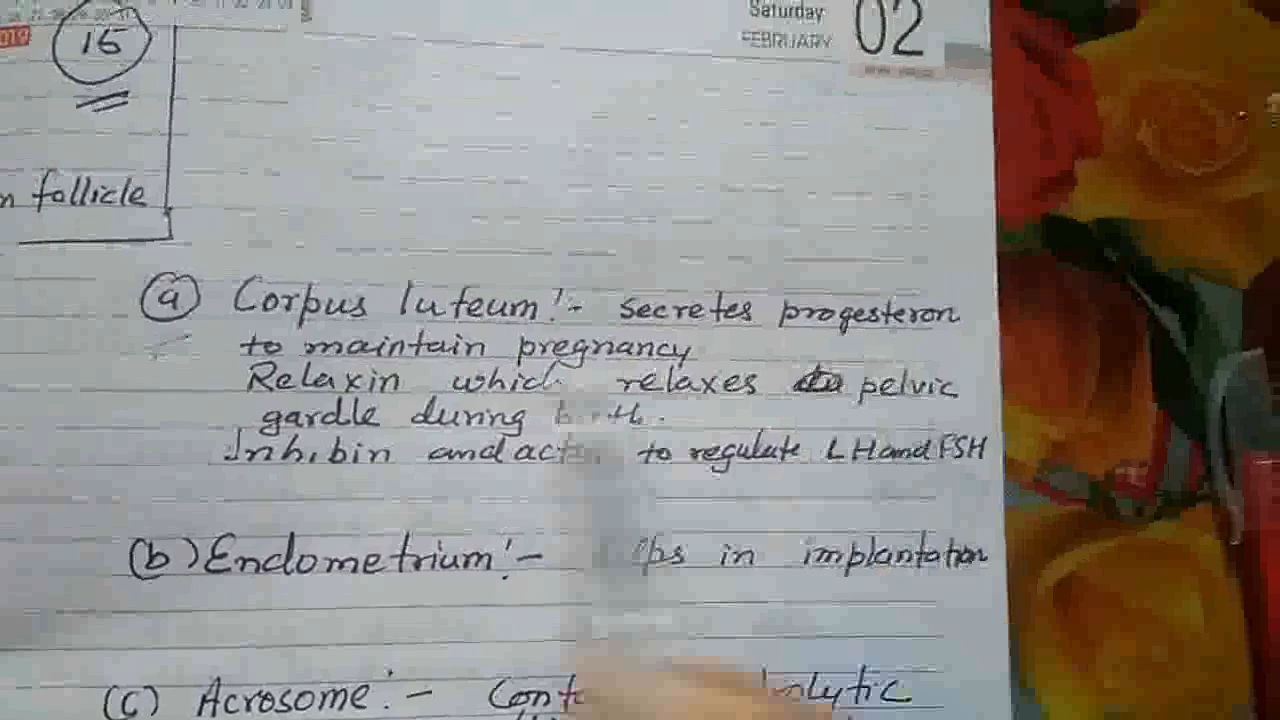 Saturday
FEBRUARY 02
15
n follicle
(a) Corpus luteum:- secretes progesteron
to maintain pregnancy
Relaxin which relaxes pelvic
gardle during
Inhibin and to regulate LH and FSH
(b) Endometrium:- in implantation
(c) Acrosome:-